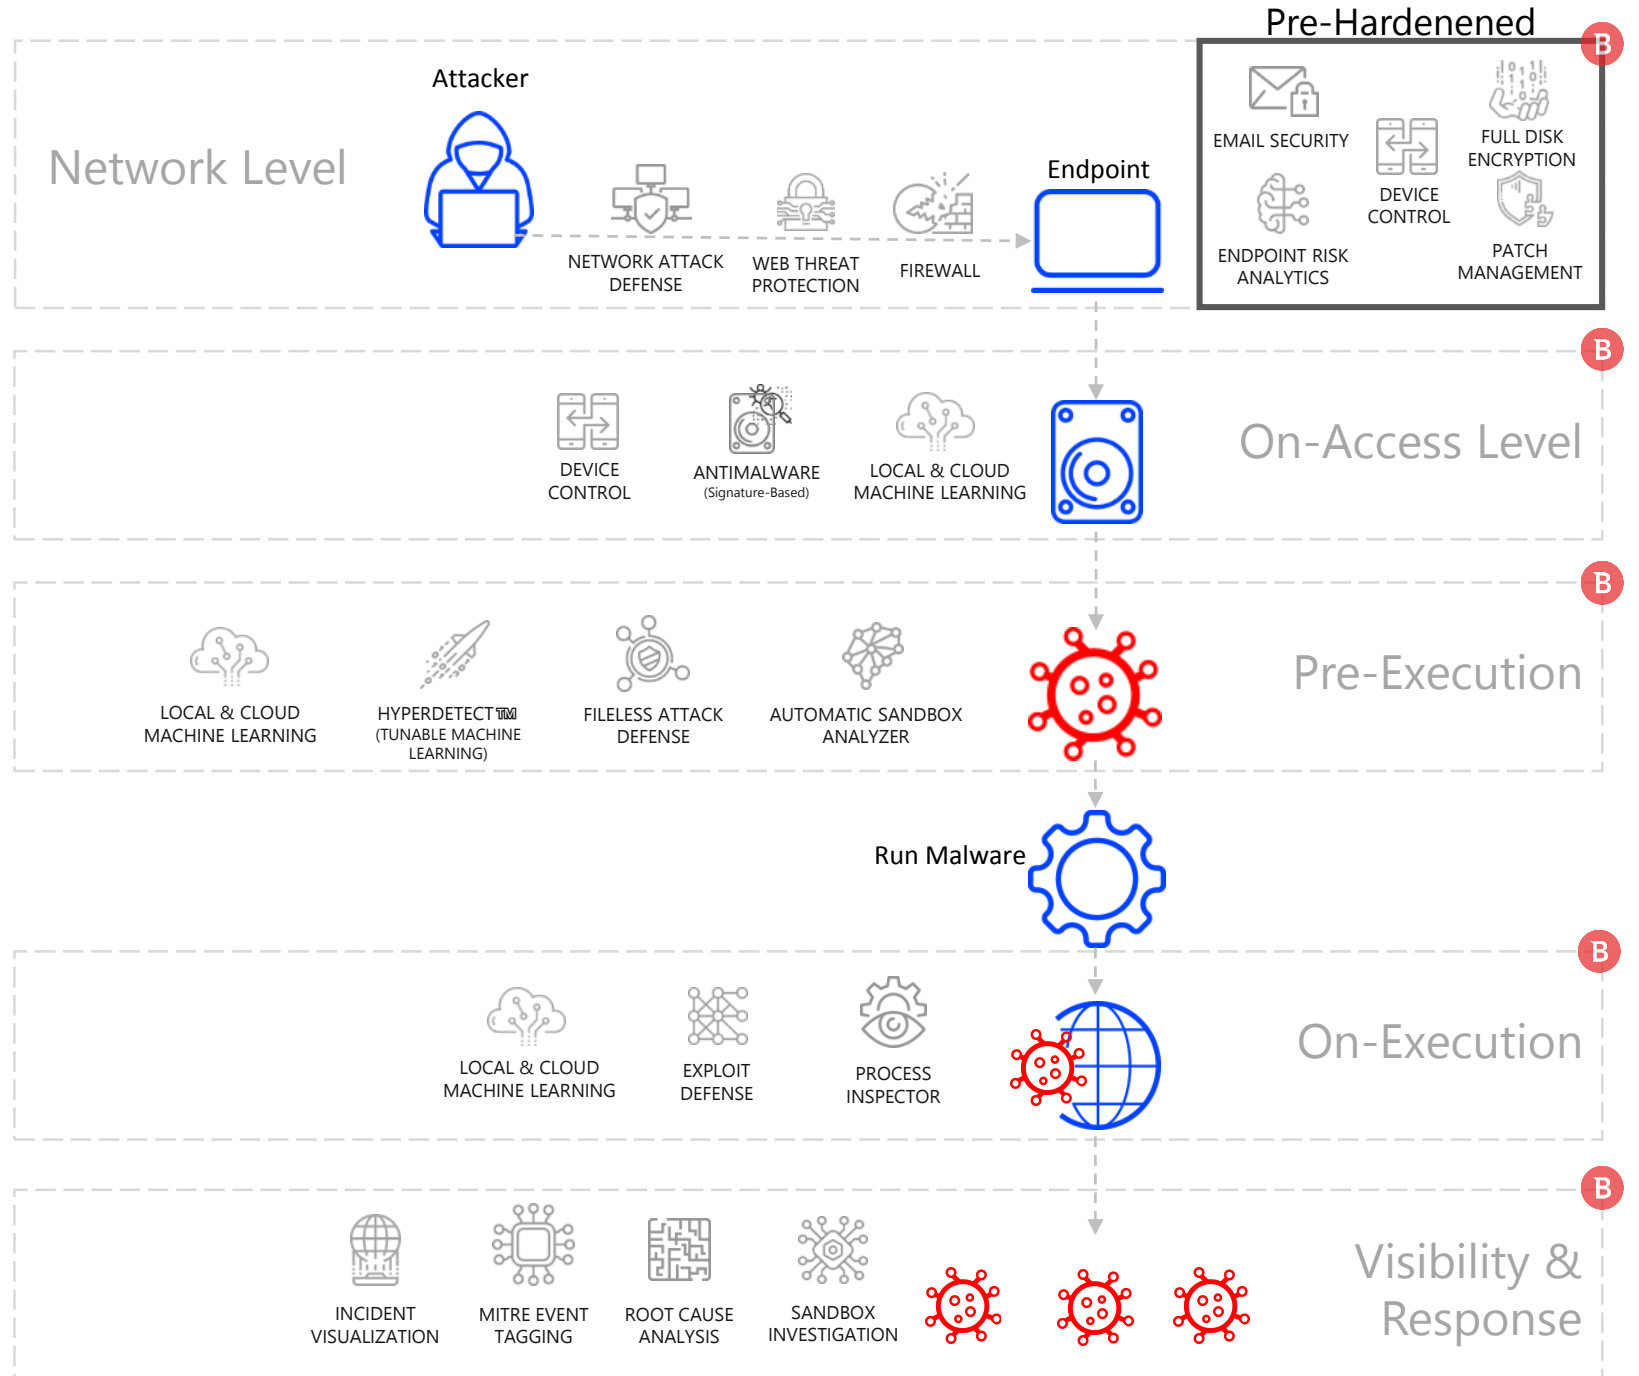 Pre-Hardenened
B
Attacker
Network Level
Endpoint
NETWORK ATTACK
DEFENSE
WEB THREAT
PROTECTION
FIREWALL
EMAIL SECURITY
FULL DISK
ENCRYPTION
DEVICE
CONTROL
ENDPOINT RISK
ANALYTICS
PATCH
MANAGEMENT
B
On-Access Level
DEVICE
CONTROL
ANTIMALWARE
(Signature-Based)
LOCAL & CLOUD
MACHINE LEARNING
B
Pre-Execution
LOCAL & CLOUD
MACHINE LEARNING
HYPERDETECT™
(TUNABLE MACHINE
LEARNING)
FILELESS ATTACK
DEFENSE
AUTOMATIC SANDBOX
ANALYZER
Run Malware
B
On-Execution
LOCAL & CLOUD
MACHINE LEARNING
EXPLOIT
DEFENSE
PROCESS
INSPECTOR
B
Visibility &
Response
INCIDENT
VISUALIZATION
MITRE EVENT
TAGGING
ROOT CAUSE
ANALYSIS
SANDBOX
INVESTIGATION